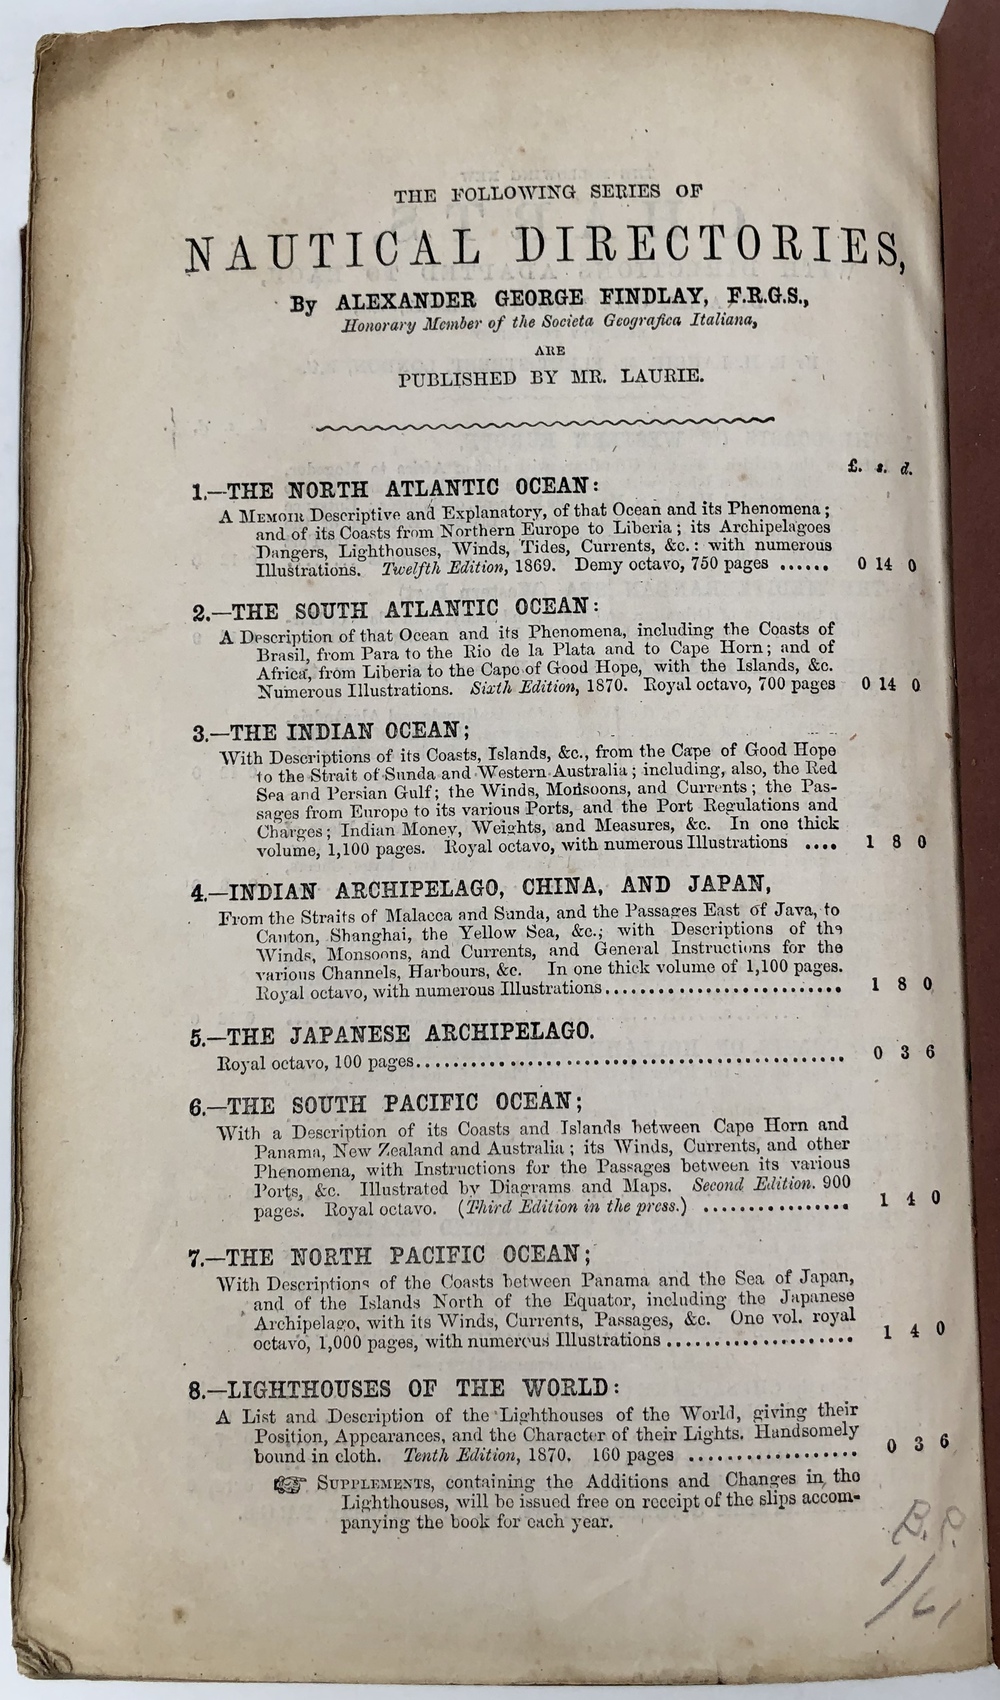 THE FOLLOWING SERIES OF
NAUTICAL DIRECTORIES,
By ALEXANDER GEORGE FINDLAY, F.R.G.S.,
Honorary Member of the Societa Geografica Italiana,
ARE
PUBLISHED BY MR. LAURIE.
£. s. d.
1.—THE NORTH ATLANTIC OCEAN:
A MEMOIR Descriptive and Explanatory, of that Ocean and its Phenomena;
and of its Coasts from Northern Europe to Liberia; its Archipelagoes
Dangers, Lighthouses, Winds, Tides, Currents, &c.: with numerous
Illustrations. Twelfth Edition, 1869. Demy octavo, 750 pages ...... 0 14 0
2.—THE SOUTH ATLANTIC OCEAN:
A Description of that Ocean and its Phenomena, including the Coasts of
Brasil, from Para to the Rio de la Plata and to Cape Horn; and of
Africa, from Liberia to the Cape of Good Hope, with the Islands, &c.
Numerous Illustrations. Sixth Edition, 1870. Royal octavo, 700 pages 0 14 0
3.—THE INDIAN OCEAN;
With Descriptions of its Coasts, Islands, &c., from the Cape of Good Hope
to the Strait of Sunda and Western Australia; including, also, the Red
Sea and Persian Gulf; the Winds, Monsoons, and Currents; the Pas-
sages from Europe to its various Ports, and the Port Regulations and
Charges; Indian Money, Weights, and Measures, &c. In one thick
volume, 1,100 pages. Royal octavo, with numerous Illustrations .... 1 8 0
4.—INDIAN ARCHIPELAGO, CHINA, AND JAPAN,
From the Straits of Malacca and Sunda, and the Passages East of Java, to
Canton, Shanghai, the Yellow Sea, &c.; with Descriptions of the
Winds, Monsoons, and Currents, and General Instructions for the
various Channels, Harbours, &c. In one thick volume of 1,100 pages.
Royal octavo, with numerous Illustrations........................... 1 8 0
5.—THE JAPANESE ARCHIPELAGO.
Royal octavo, 100 pages................................................ 0 3 6
6.—THE SOUTH PACIFIC OCEAN;
With a Description of its Coasts and Islands between Cape Horn and
Panama, New Zealand and Australia; its Winds, Currents, and other
Phenomena, with Instructions for the Passages between its various
Ports, &c. Illustrated by Diagrams and Maps. Second Edition. 900
pages. Royal octavo. (Third Edition in the press.) ................ 1 4 0
7.—THE NORTH PACIFIC OCEAN;
With Descriptions of the Coasts between Panama and the Sea of Japan,
and of the Islands North of the Equator, including the Japanese
Archipelago, with its Winds, Currents, Passages, &c. One vol. royal
octavo, 1,000 pages, with numerous Illustrations .................... 1 4 0
8.—LIGHTHOUSES OF THE WORLD:
A List and Description of the Lighthouses of the World, giving their
Position, Appearances, and the Character of their Lights. Handsomely
bound in cloth. Tenth Edition, 1870. 160 pages .................. 0 3 6
☞ SUPPLEMENTS, containing the Additions and Changes in the
Lighthouses, will be issued free on receipt of the slips accom-
panying the book for each year.